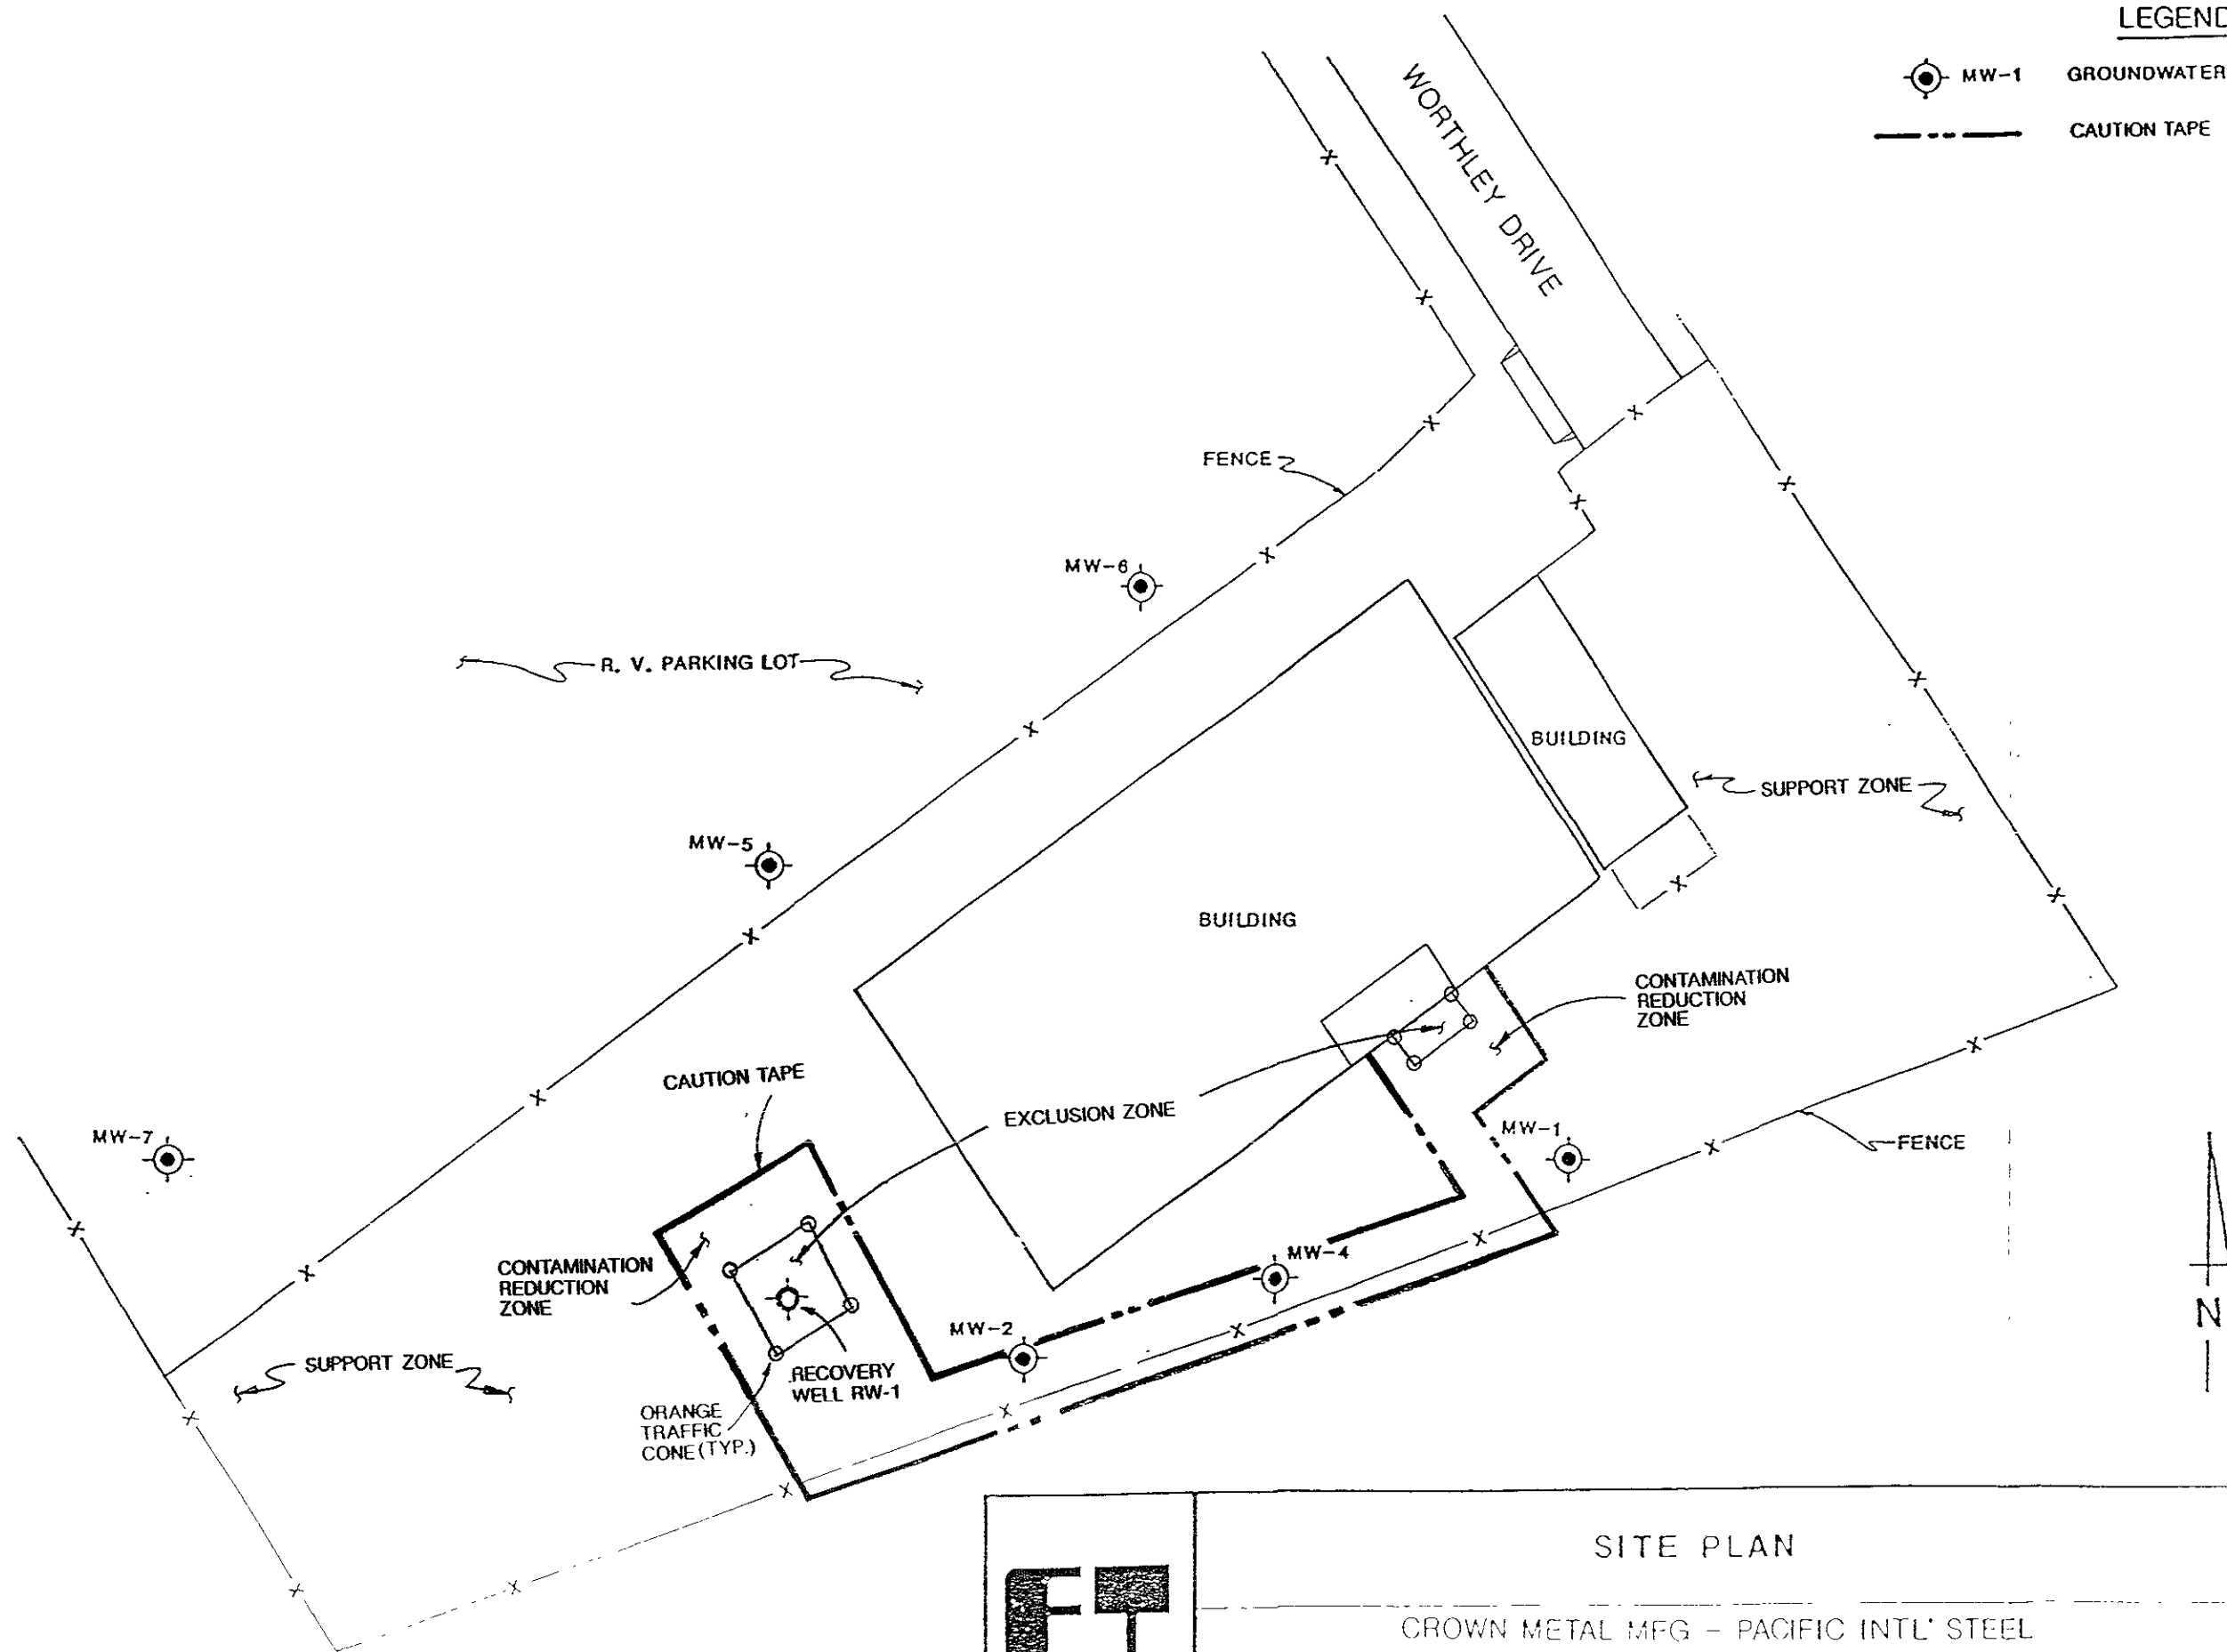 LEGEND
MW-1 GROUNDWATER
CAUTION TAPE
WORTHLEY DRIVE
FENCE
MW-6
R. V. PARKING LOT
BUILDING
SUPPORT ZONE
MW-5
BUILDING
CONTAMINATION
REDUCTION
ZONE
CAUTION TAPE
EXCLUSION ZONE
MW-7
MW-1
FENCE
CONTAMINATION
REDUCTION
ZONE
MW-4
MW-2
SUPPORT ZONE
RECOVERY
WELL RW-1
ORANGE
TRAFFIC
CONE (TYP.)
N
SITE PLAN
CROWN METAL MFG - PACIFIC INTL' STEEL